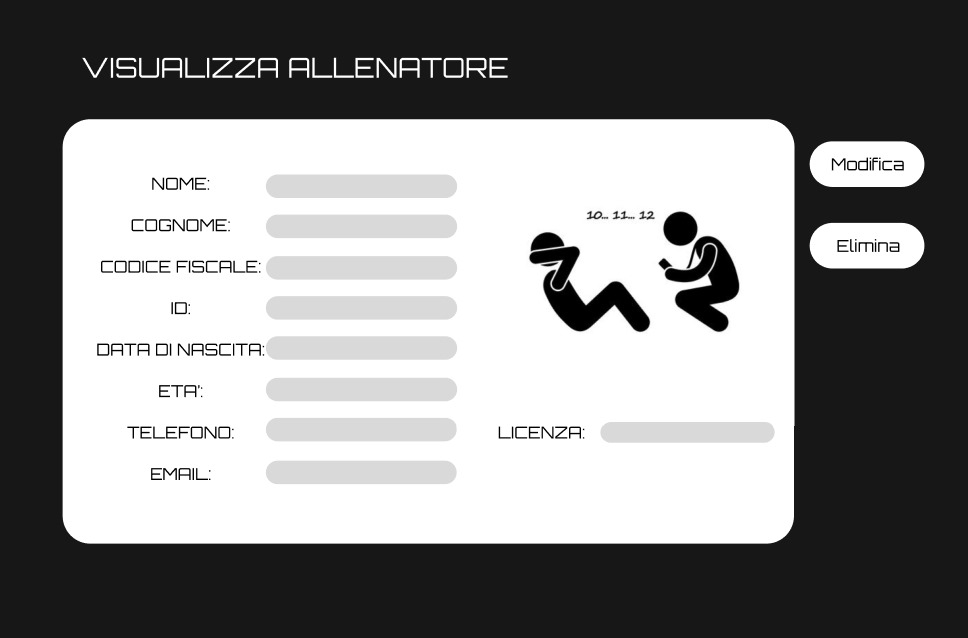 VISUALIZZA ALLENATORE
Modifica
Elimina
NOME:
COGNOME:
CODICE FISCALE:
ID:
DATA DI NASCITA:
ETA':
TELEFONO:
EMAIL:
10... 11... 12
LICENZA: